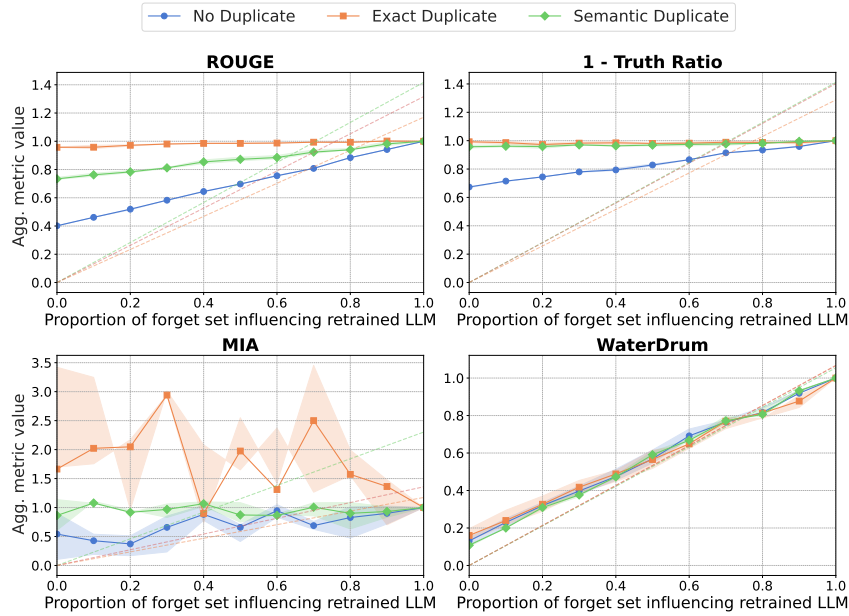 No Duplicate Exact Duplicate Semantic Duplicate
ROUGE
1.4
1.2
1.0
0.8
0.6
0.4
0.2
0.0
Agg. metric value
0.0 0.2 0.4 0.6 0.8 1.0
Proportion of forget set influencing retrained LLM
1 - Truth Ratio
1.4
1.2
1.0
0.8
0.6
0.4
0.2
0.0
0.0 0.2 0.4 0.6 0.8 1.0
Proportion of forget set influencing retrained LLM
MIA
3.5
3.0
2.5
2.0
1.5
1.0
0.5
0.0
Agg. metric value
0.0 0.2 0.4 0.6 0.8 1.0
Proportion of forget set influencing retrained LLM
WaterDrum
1.0
0.8
0.6
0.4
0.2
0.0
0.0 0.2 0.4 0.6 0.8 1.0
Proportion of forget set influencing retrained LLM